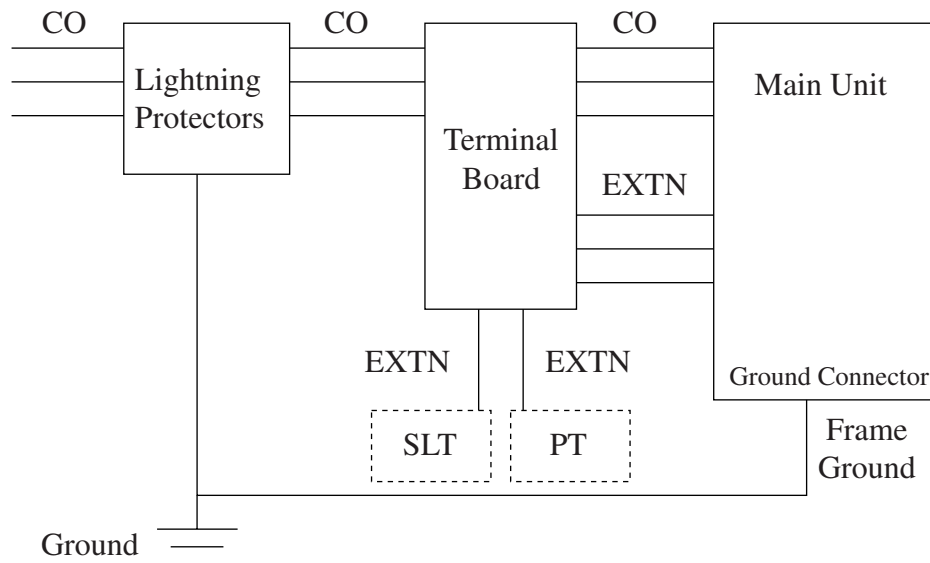 CO
CO
CO
Lightning
Protectors
Terminal
Board
Main Unit
EXTN
EXTN
EXTN
SLT
PT
Ground Connector
Frame
Ground
Ground